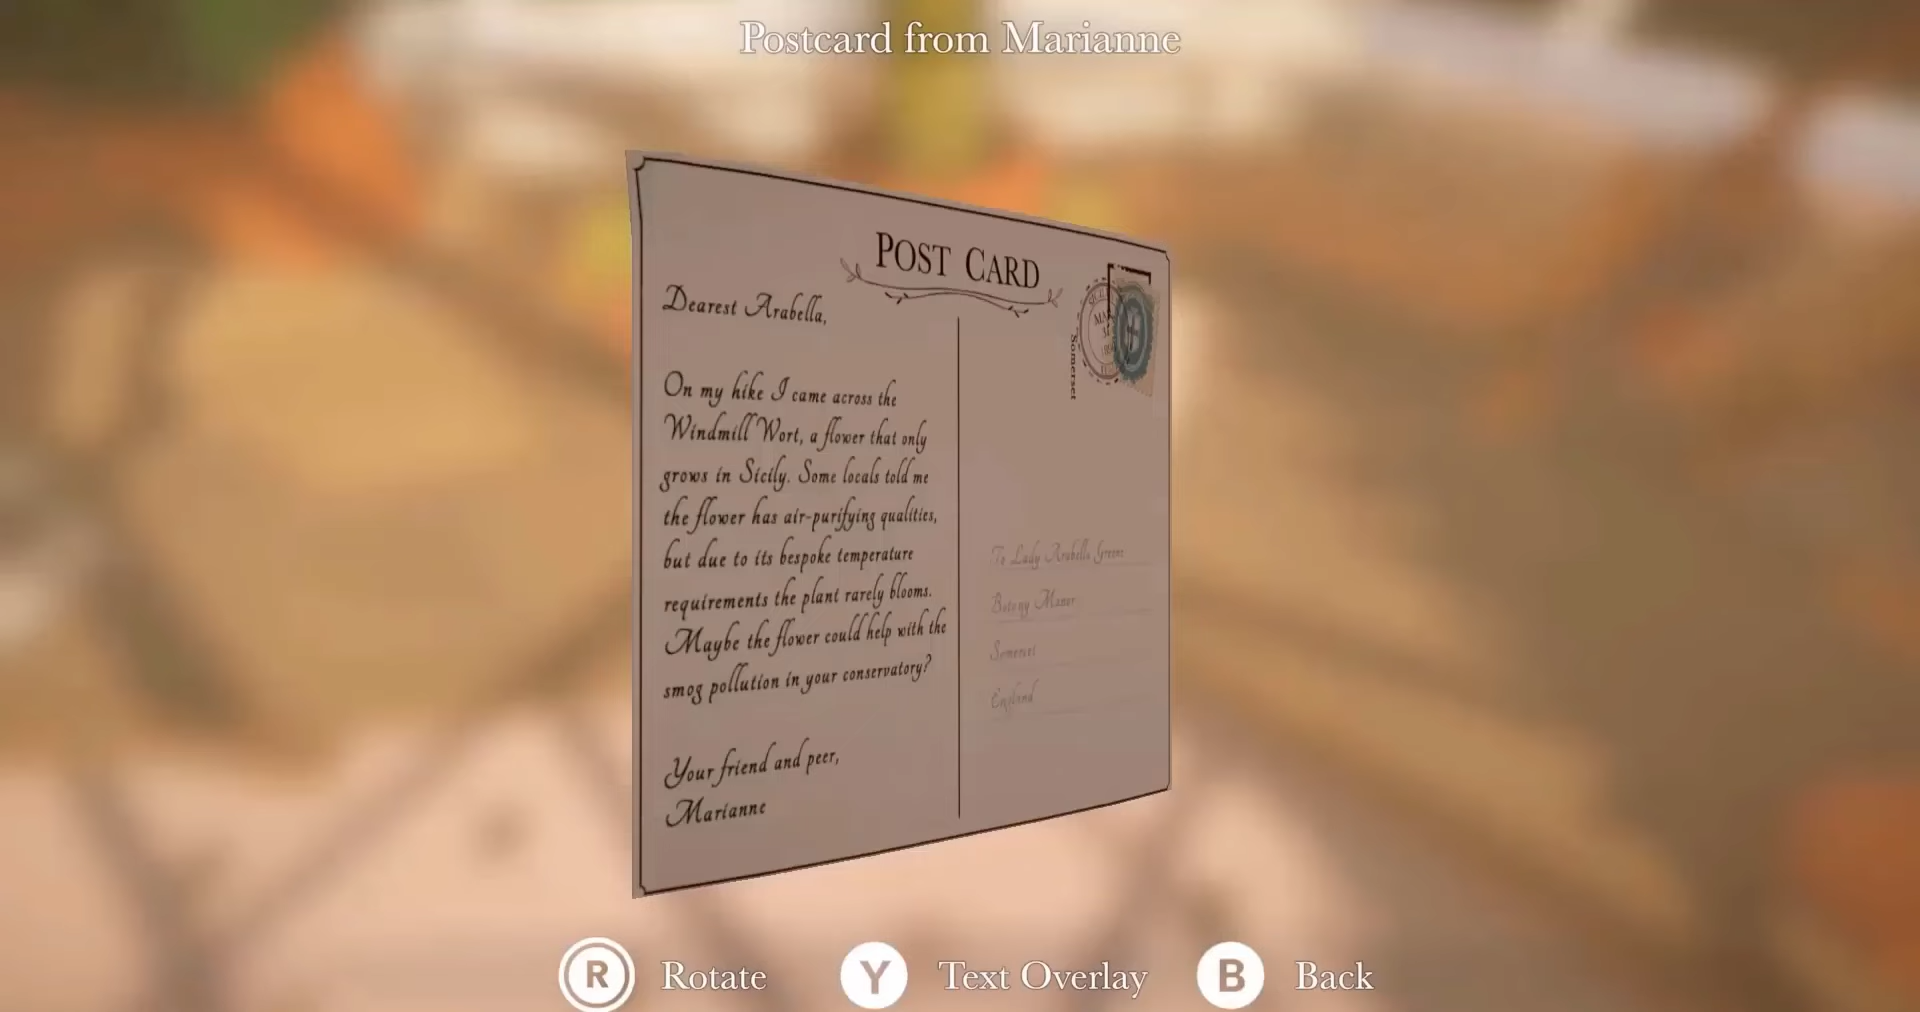 Postcard from Marianne
POST CARD
Dearest Arabella,
On my hike I came across the
Windmill Wort, a flower that only
grows in Sicily. Some locals told me
the flower has air-purifying qualities,
but due to its bespoke temperature
requirements the plant rarely blooms.
Maybe the flower could help with the
smog pollution in your conservatory?
Your friend and peer,
Marianne
Somerset
To Lady Arabella Greene
Botany Manor
Somerset
England
R Rotate
Y Text Overlay
B Back